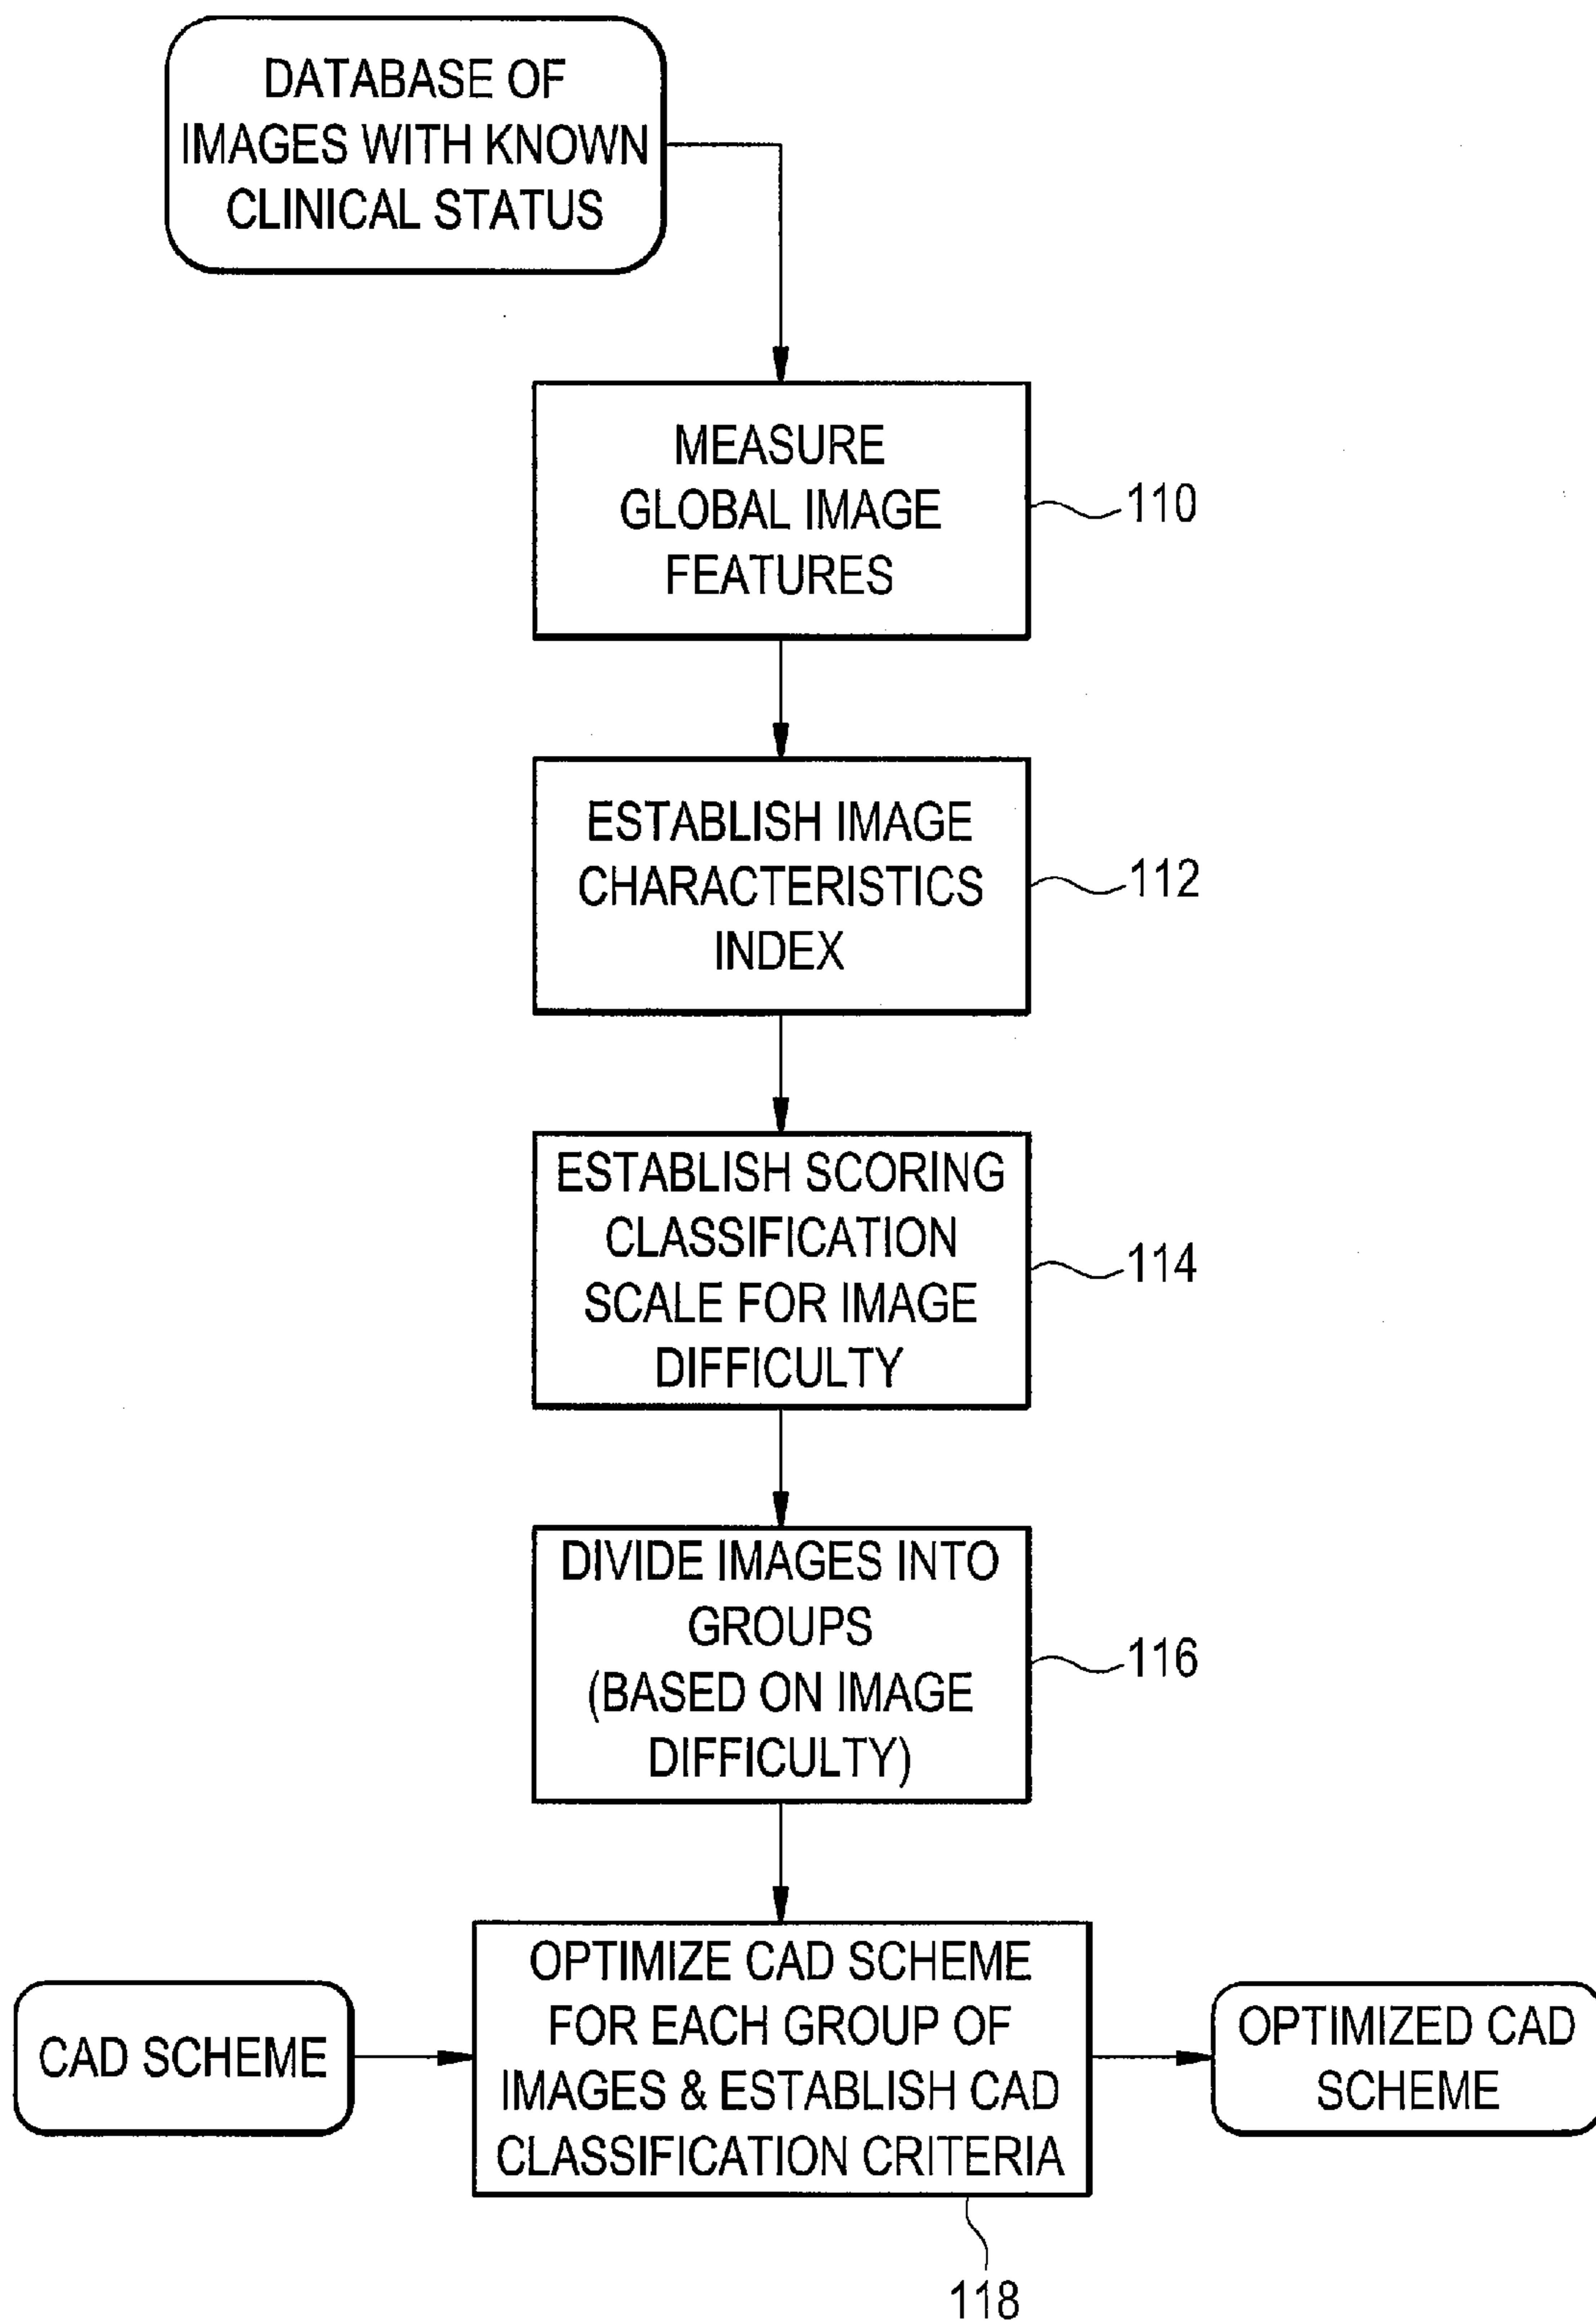 DATABASE OF
IMAGES WITH KNOWN
CLINICAL STATUS
MEASURE
GLOBAL IMAGE
FEATURES
110
ESTABLISH IMAGE
CHARACTERISTICS
INDEX
112
ESTABLISH SCORING
CLASSIFICATION
SCALE FOR IMAGE
DIFFICULTY
114
DIVIDE IMAGES INTO
GROUPS
(BASED ON IMAGE
DIFFICULTY)
116
CAD SCHEME
OPTIMIZE CAD SCHEME
FOR EACH GROUP OF
IMAGES & ESTABLISH CAD
CLASSIFICATION CRITERIA
118
OPTIMIZED CAD
SCHEME